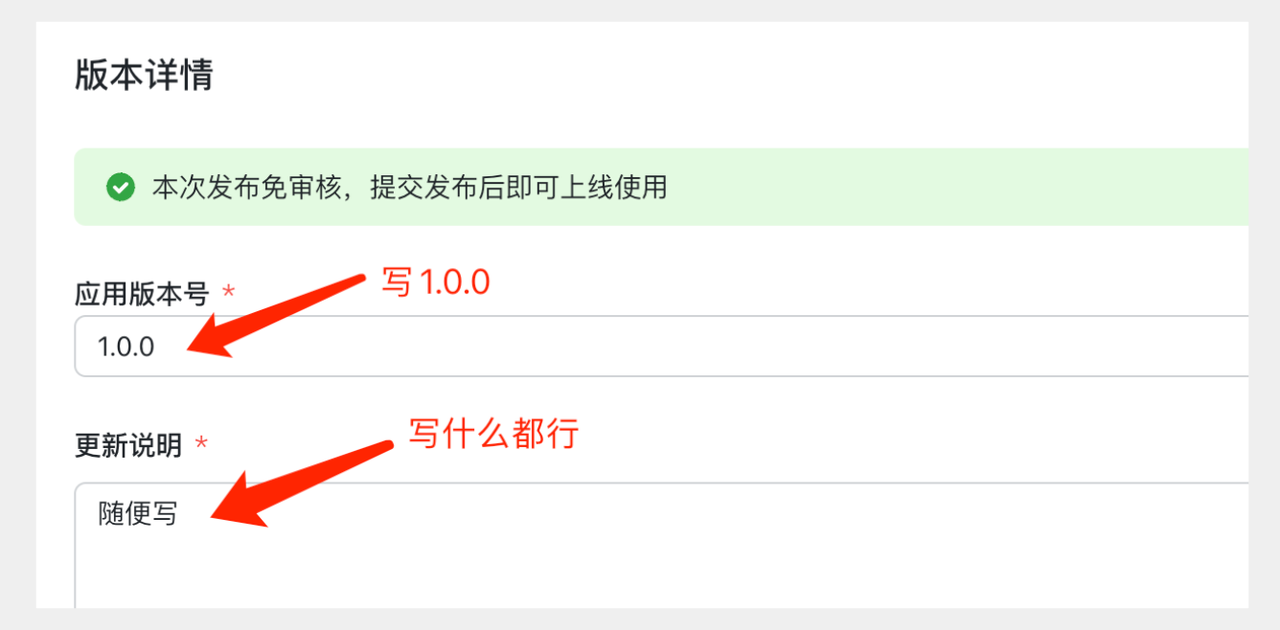 版本详情
本次发布免审核，提交发布后即可上线使用
写1.0.0
应用版本号 *
1.0.0
写什么都行
更新说明 *
随便写